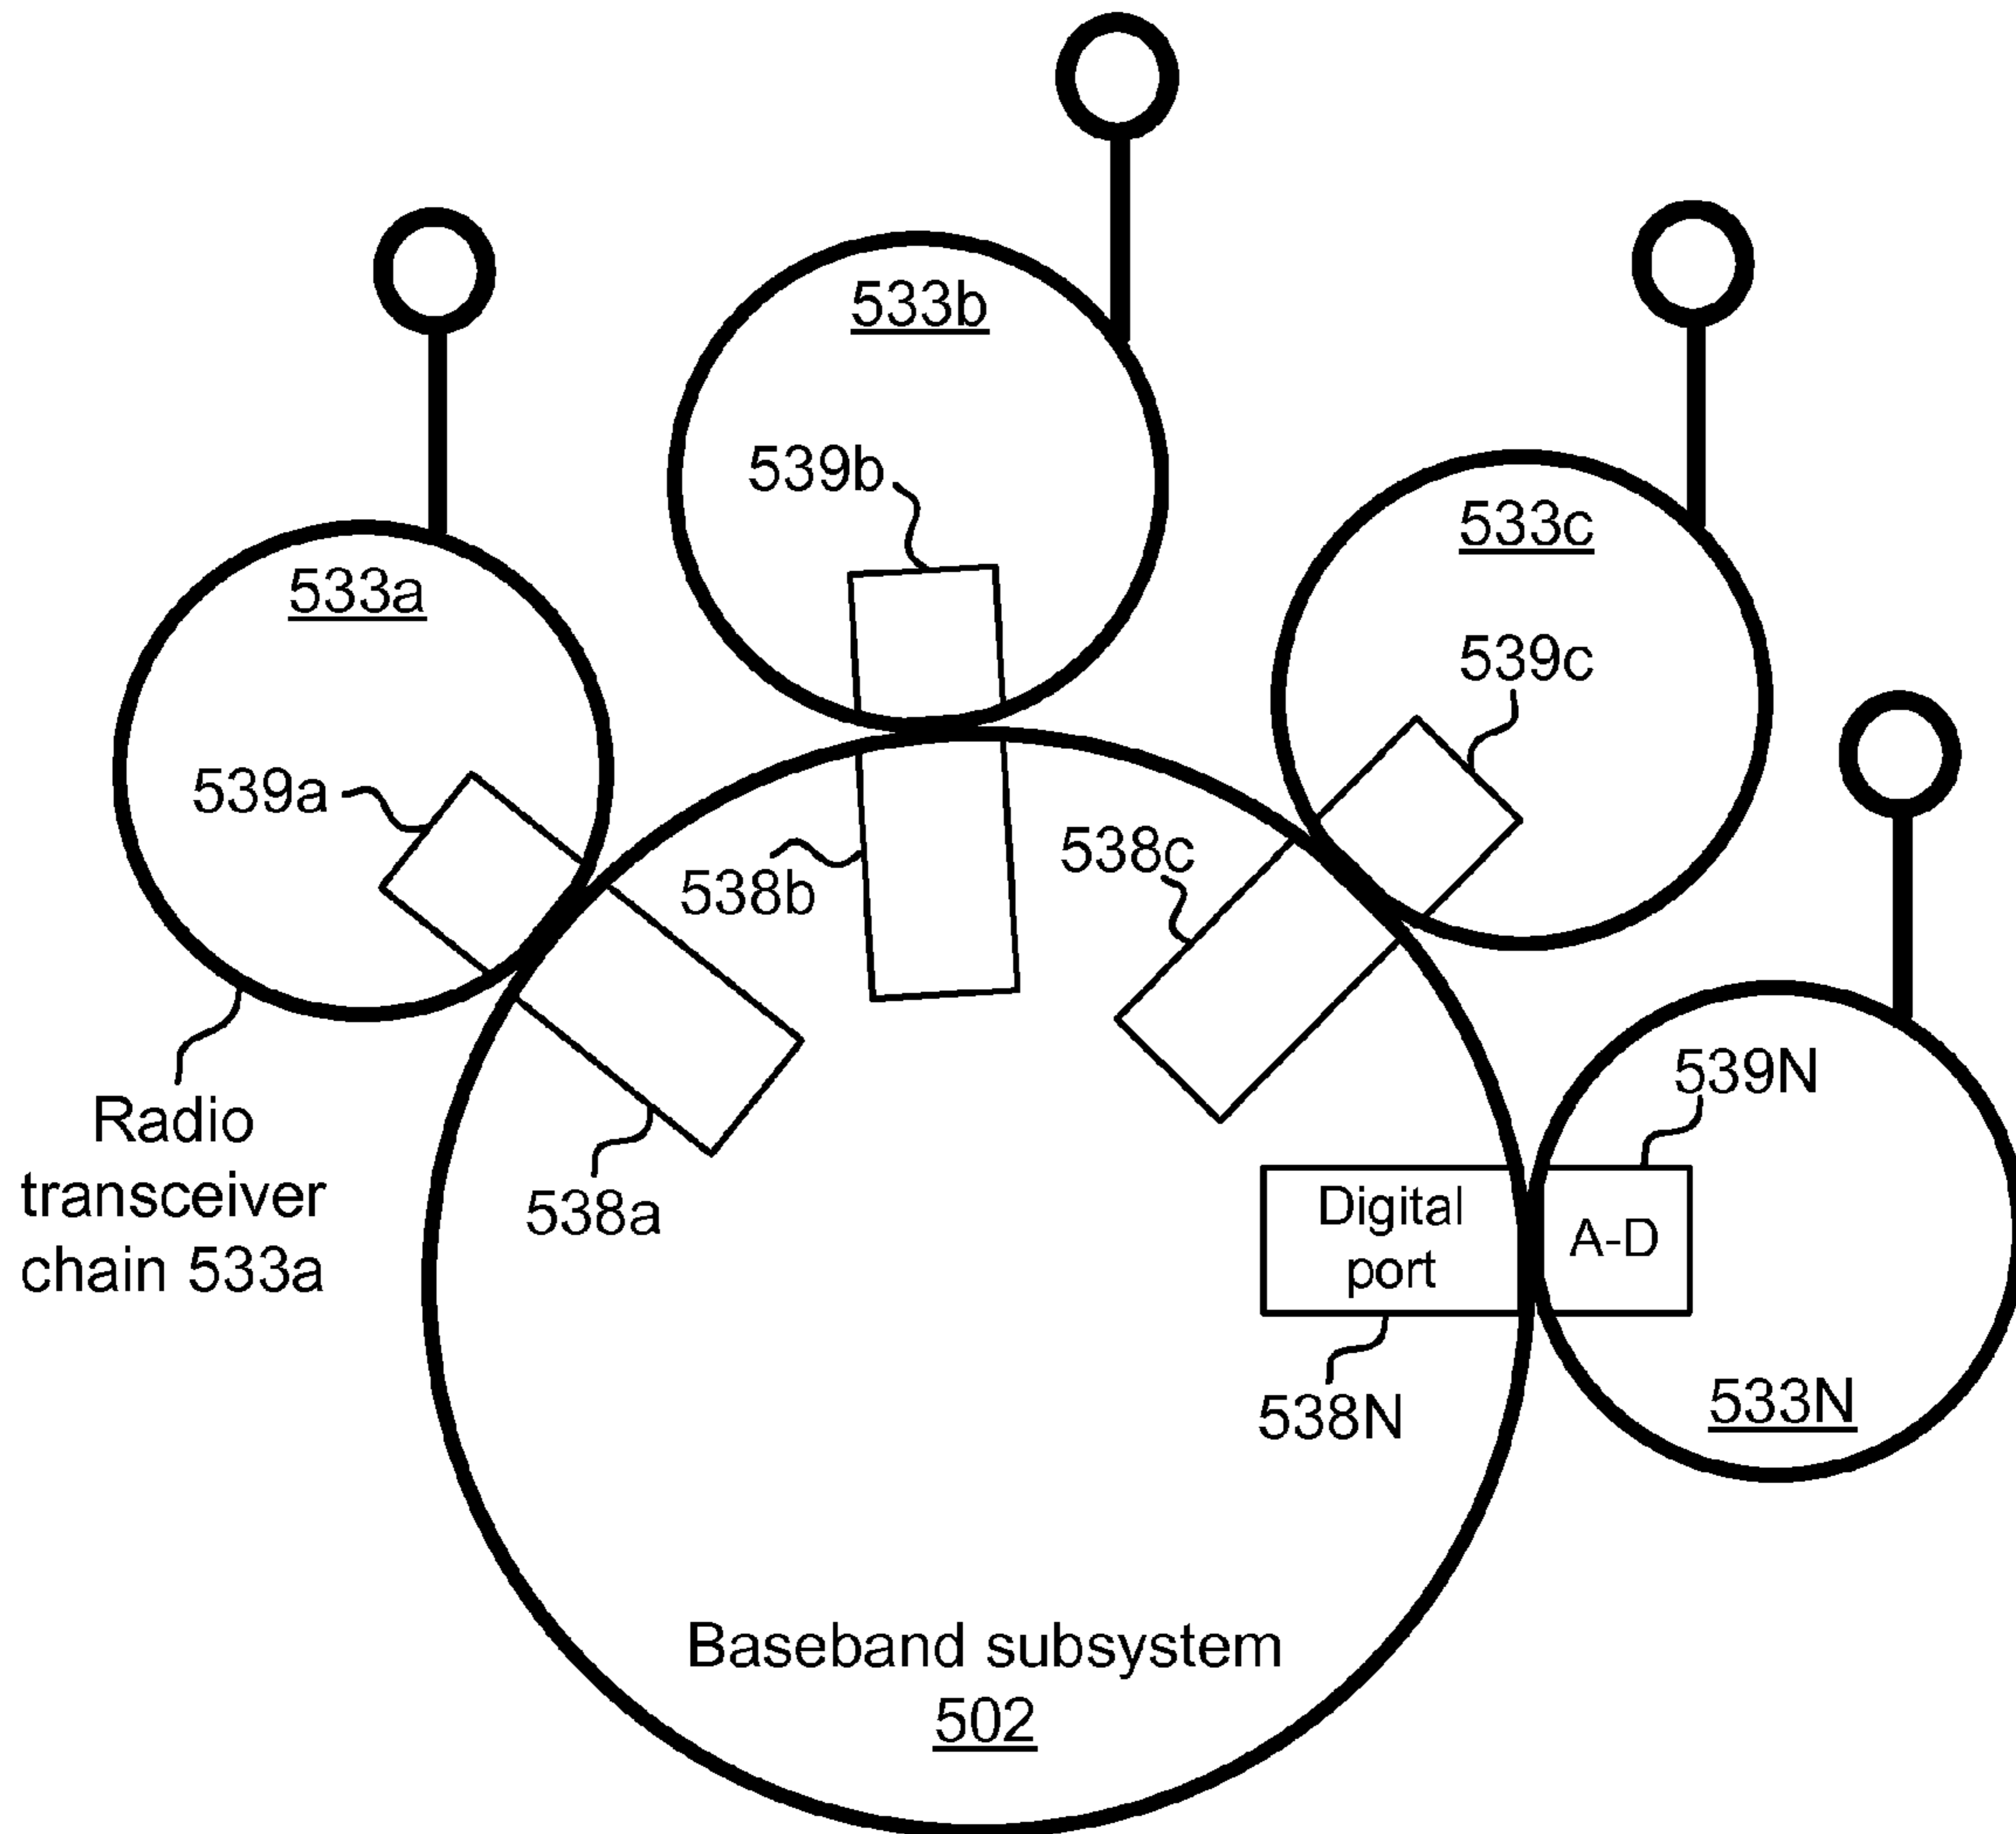 533b
539b
533c
533a
539c
539a
538c
538b
539N
Radio
transceiver
chain 533a
538a
Digital
port
A-D
538N
533N
Baseband subsystem
502